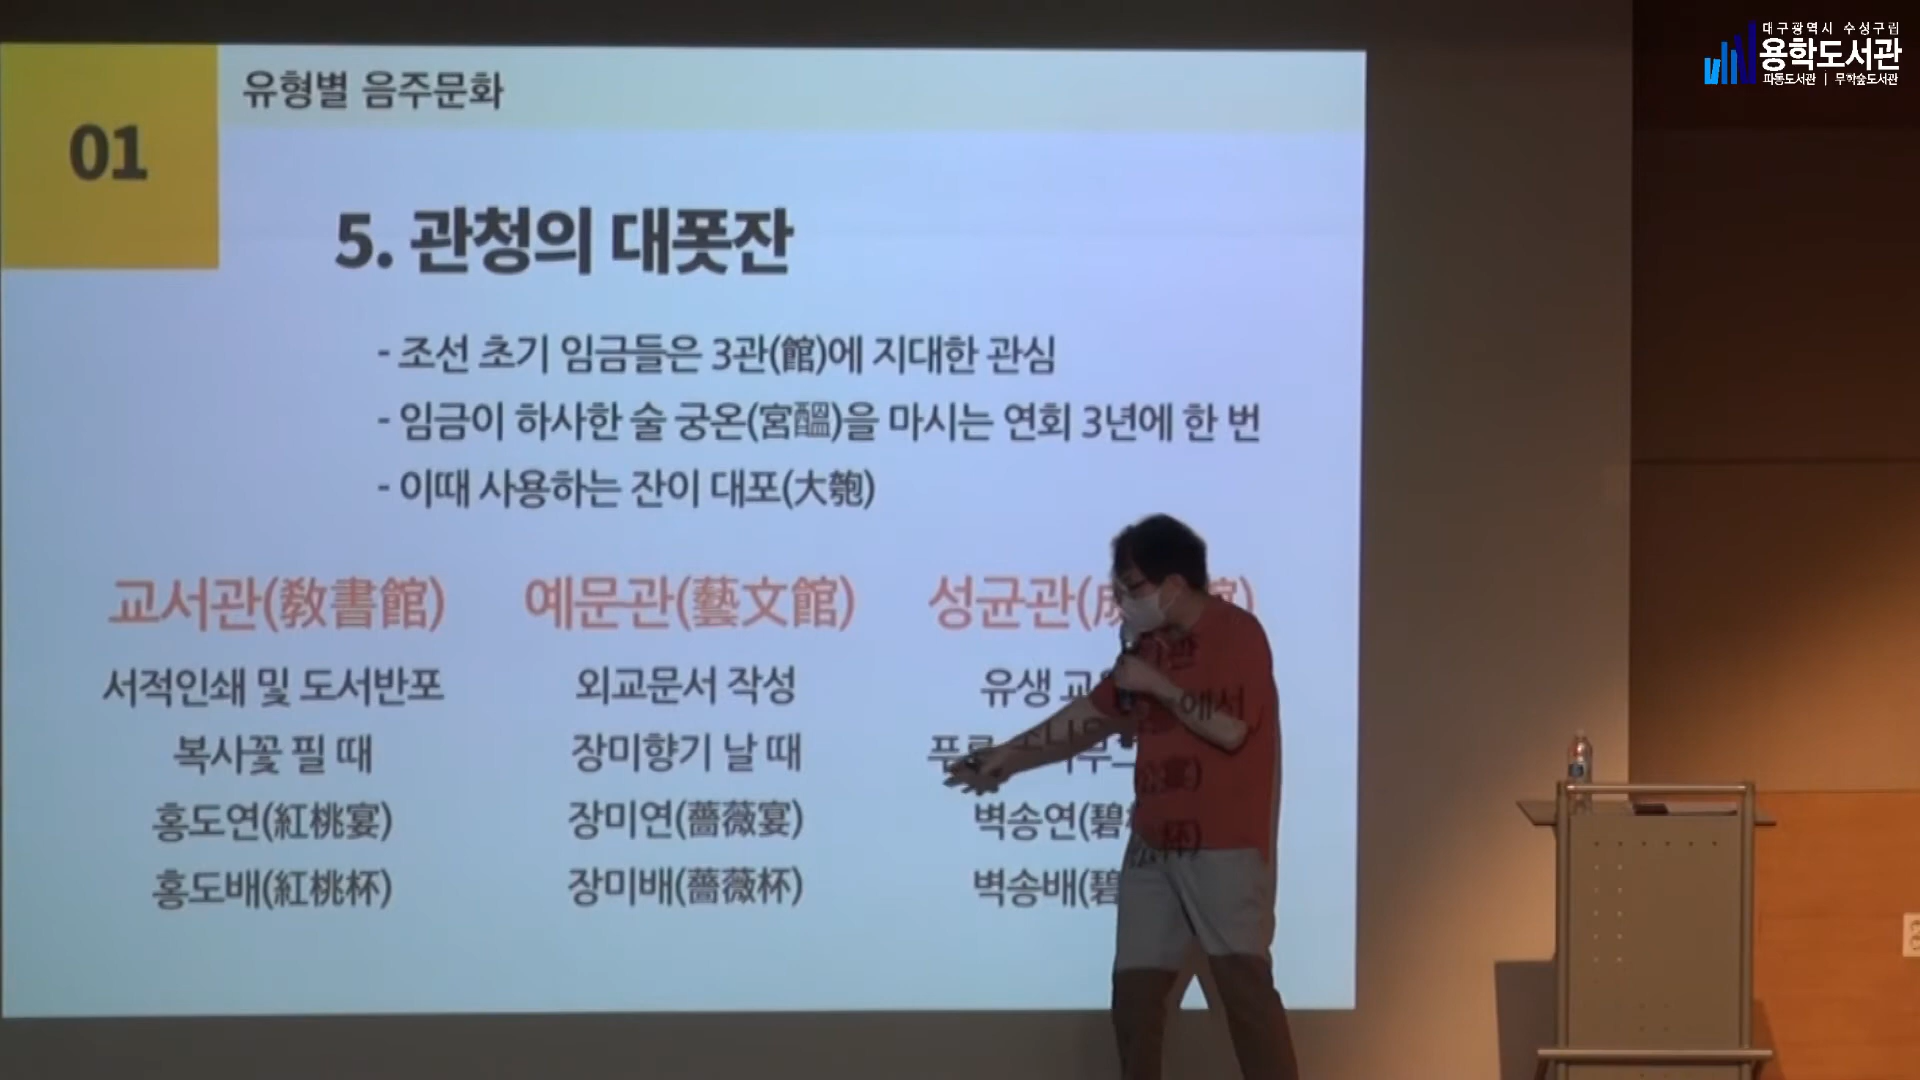 대구광역시 수성구립
용학도서관
파동도서관 | 무학숲도서관
01
유형별 음주문화
5. 관청의 대폿잔
- 조선 초기 임금들은 3관(館)에 지대한 관심
- 임금이 하사한 술 궁온(宮醞)을 마시는 연회 3년에 한 번
- 이때 사용하는 잔이 대포(大匏)
교서관(敎書館) 예문관(藝文館) 성균관(成 館)
서적인쇄 및 도서반포 외교문서 작성 유생
복사꽃 필 때 장미향기 날 때
홍도연(紅桃宴) 장미연(薔薇宴) 벽송연(碧
홍도배(紅桃杯) 장미배(薔薇杯) 벽송배(碧